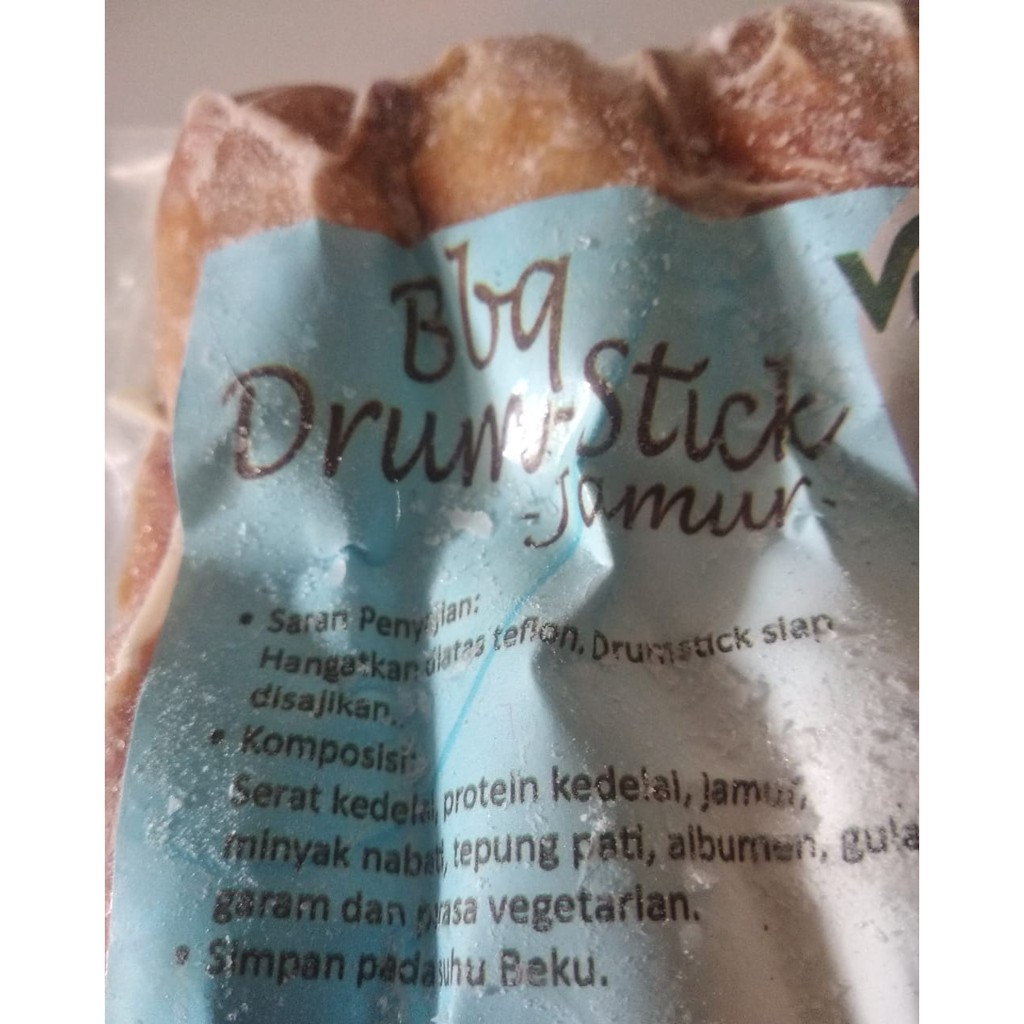 Bbq
Drum-Stick
-Jamur-
• Saran Penyajian:
Hangatkan diatas teflon. Drumstick siap
disajikan.
• Komposisi:
Serat kedelai, protein kedelai, jamur,
minyak nabati, tepung pati, albumen, gula
garam dan perasa vegetarian.
• Simpan pada suhu Beku.